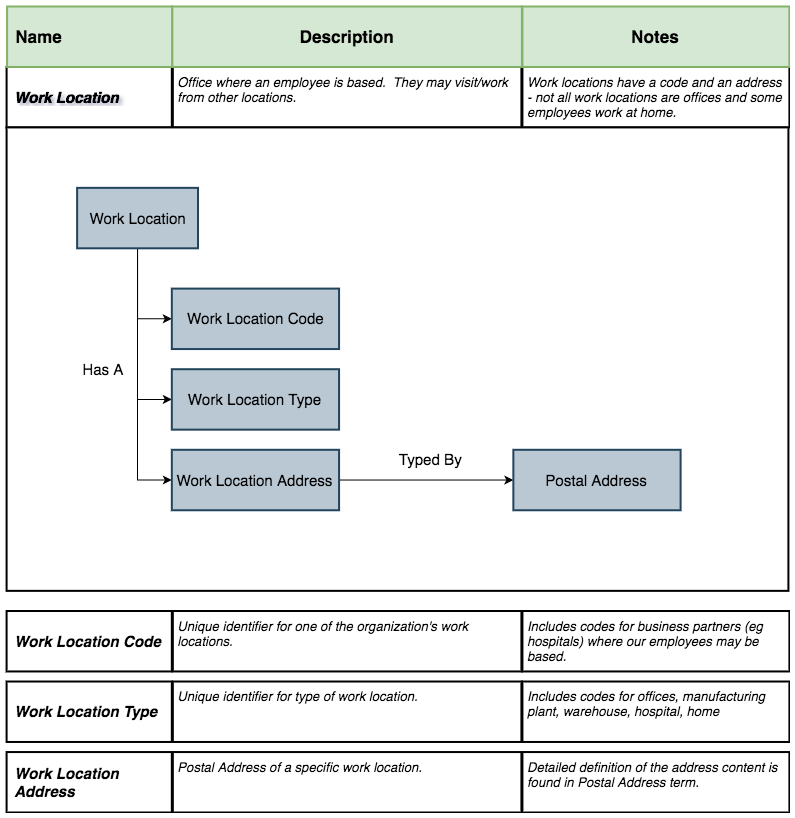 Name
Description
Notes
Work Location
Office where an employee is based.  They may visit/work
from other locations.
Work locations have a code and an address
- not all work locations are offices and some
employees work at home.
Work Location
Work Location Code
Has A
Work Location Type
Work Location Address
Typed By
Postal Address
Work Location Code
Unique identifier for one of the organization's work
locations.
Includes codes for business partners (eg
hospitals) where our employees may be
based.
Work Location Type
Unique identifier for type of work location.
Includes codes for offices, manufacturing
plant, warehouse, hospital, home
Work Location
Address
Postal Address of a specific work location.
Detailed definition of the address content is
found in Postal Address term.